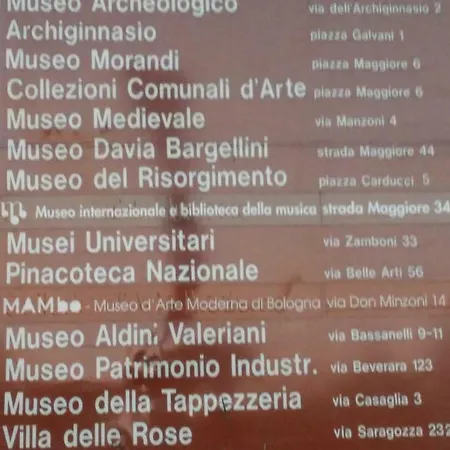 Museo Archeologico via dell'Archiginnasio 2
Archiginnasio piazza Galvani 1
Museo Morandi piazza Maggiore 6
Collezioni Comunali d'Arte piazza Maggiore 6
Museo Medievale via Manzoni 4
Museo Davia Bargellini strada Maggiore 44
Museo del Risorgimento piazza Carducci 5
Museo internazionale e biblioteca della musica strada Maggiore 34
Musei Universitari via Zamboni 33
Pinacoteca Nazionale via Belle Arti 56
MAMbo - Museo d'Arte Moderna di Bologna via Don Minzoni 14
Museo Aldini Valeriani via Bassanelli 9-11
Museo Patrimonio Industr. via Beverara 123
Museo della Tappezzeria via Casaglia 3
Villa delle Rose via Saragozza 232